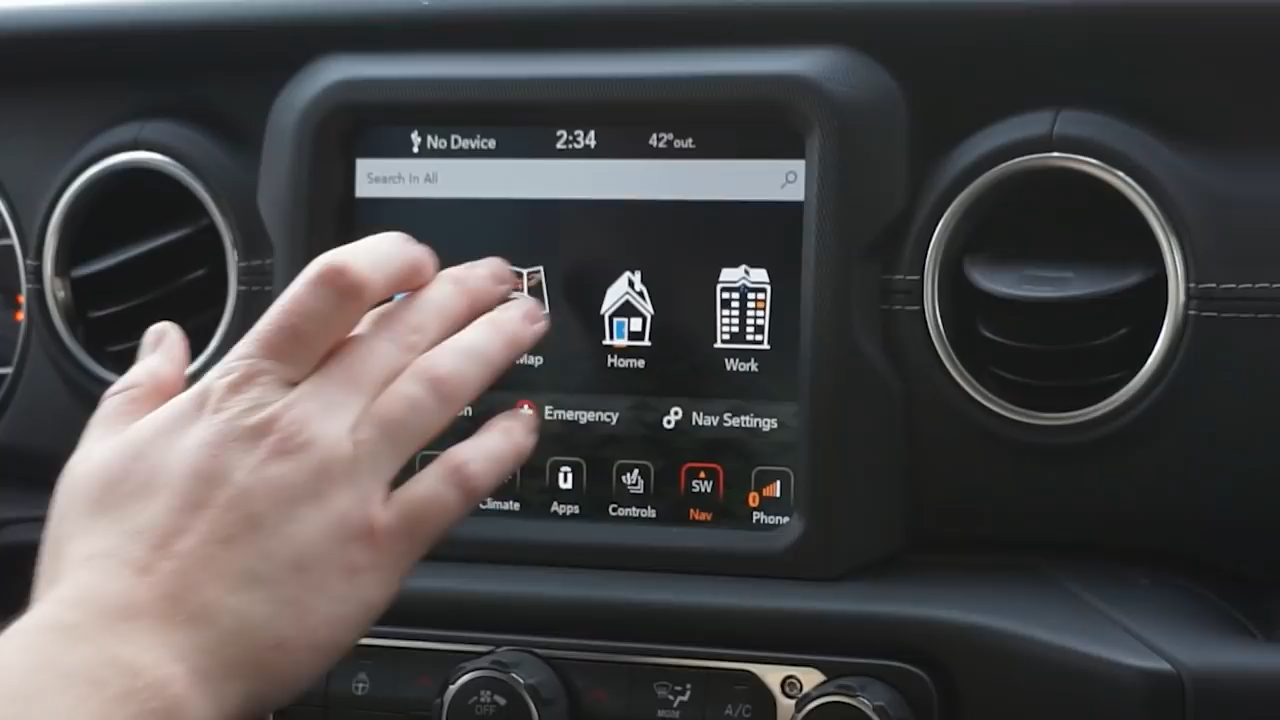 No Device 2:34 42° out.
Search In All
Map Home Work
Emergency Nav Settings
SW
Climate Apps Controls Nav Phone
OFF MODE A/C